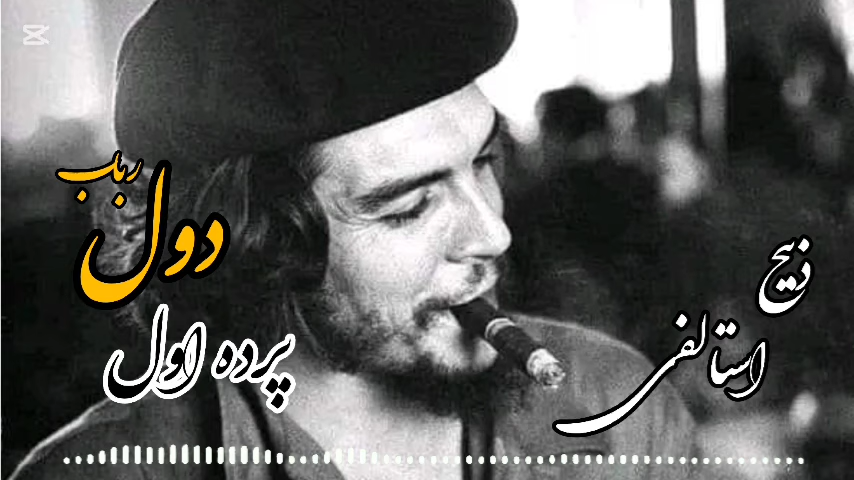 رباب
دول
پرده اول
ذبیح
استالفی